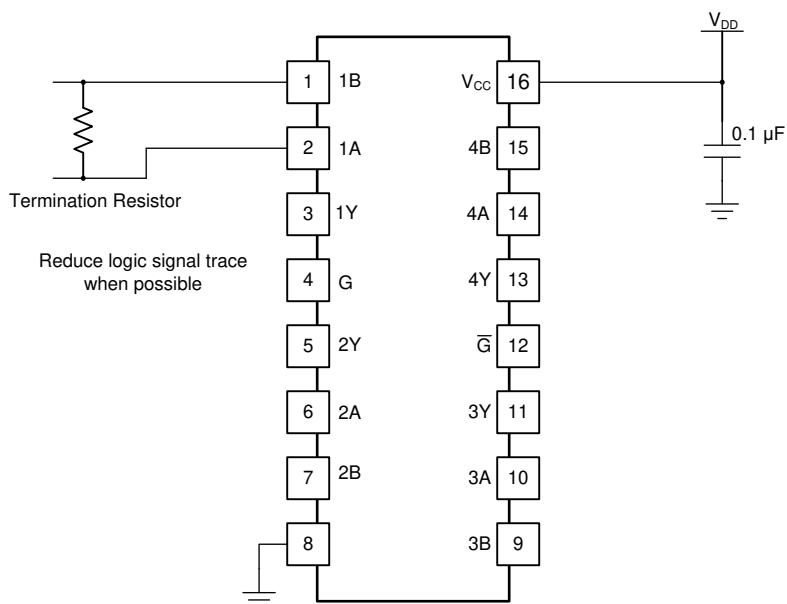 V_DD
1 1B
V_CC 16
0.1 µF
2 1A
4B 15
Termination Resistor
3 1Y
4A 14
Reduce logic signal trace
when possible
4 G
4Y 13
5 2Y
G̅ 12
6 2A
3Y 11
7 2B
3A 10
8
3B 9